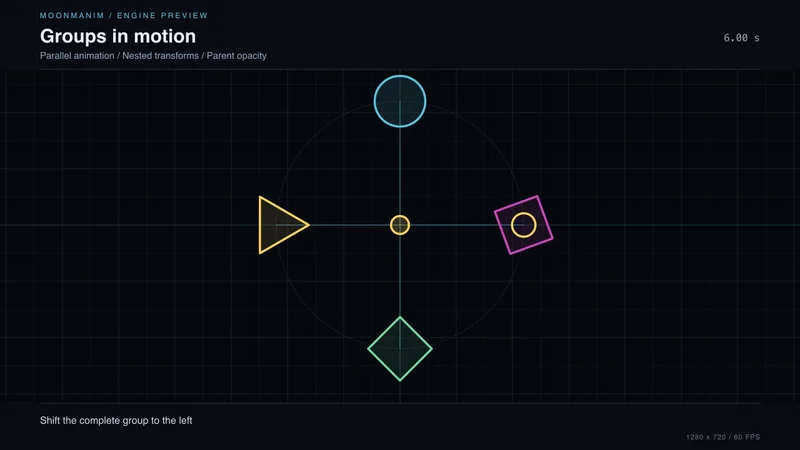 MOONMANIM / ENGINE PREVIEW
Groups in motion
6.00 s
Parallel animation / Nested transforms / Parent opacity
Shift the complete group to the left
1280 x 720 / 60 FPS